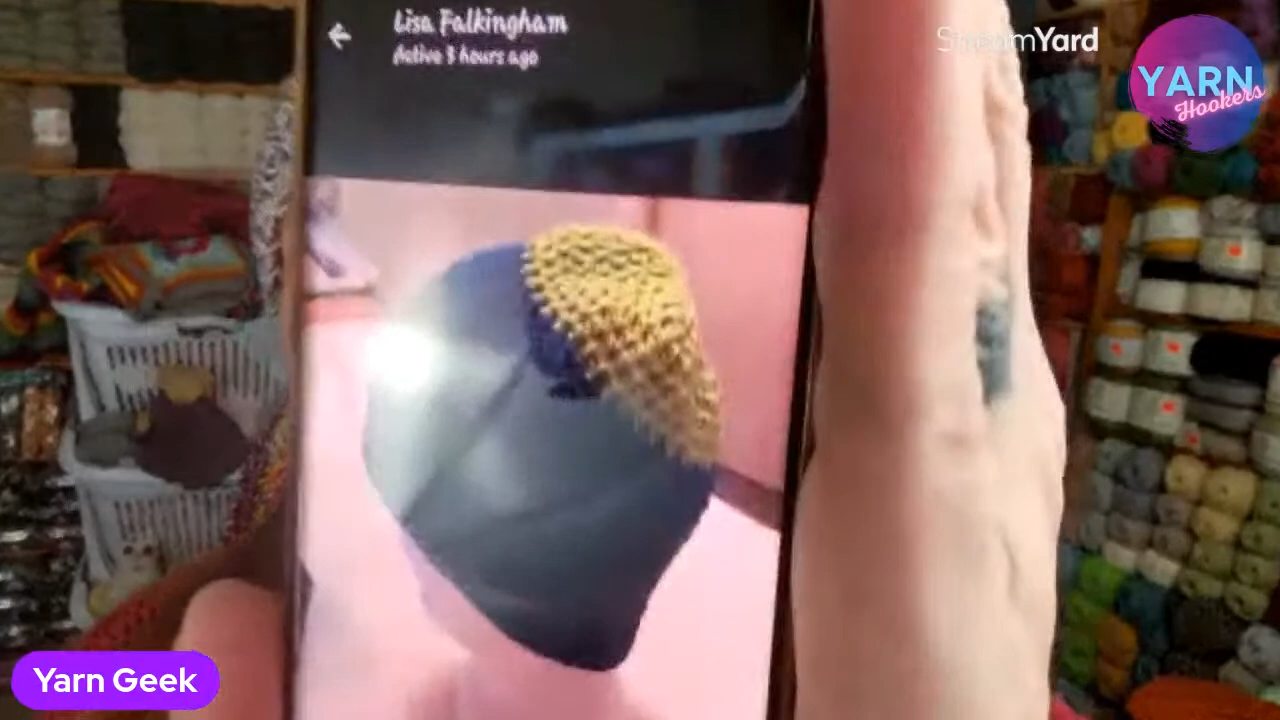 Lisa Falkingham
Active 3 hours ago
StreamYard
YARN
Hookers
Yarn Geek